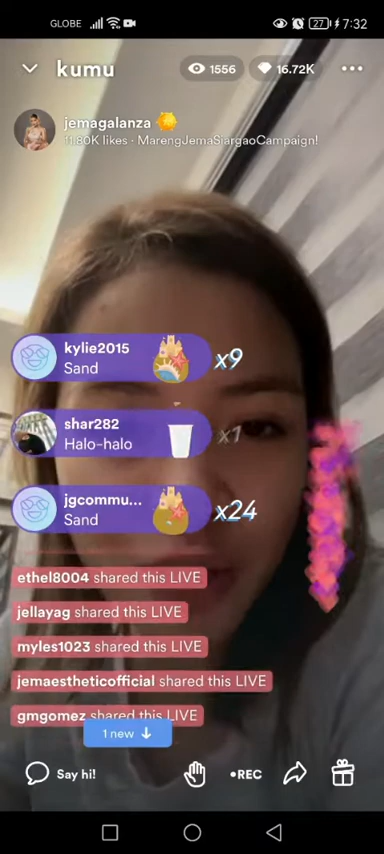 GLOBE 27 7:32
kumu 1556 16.72K
jemagalanza
11.80K likes - MarengJemaSiargaoCampaign!
kylie2015
Sand
x9
shar282
Halo-halo
x1
jgcommu...
Sand
x24
ethel8004 shared this LIVE
jellayag shared this LIVE
myles1023 shared this LIVE
jemaestheticofficial shared this LIVE
gmgomez shared this LIVE
1 new
Say hi! •REC